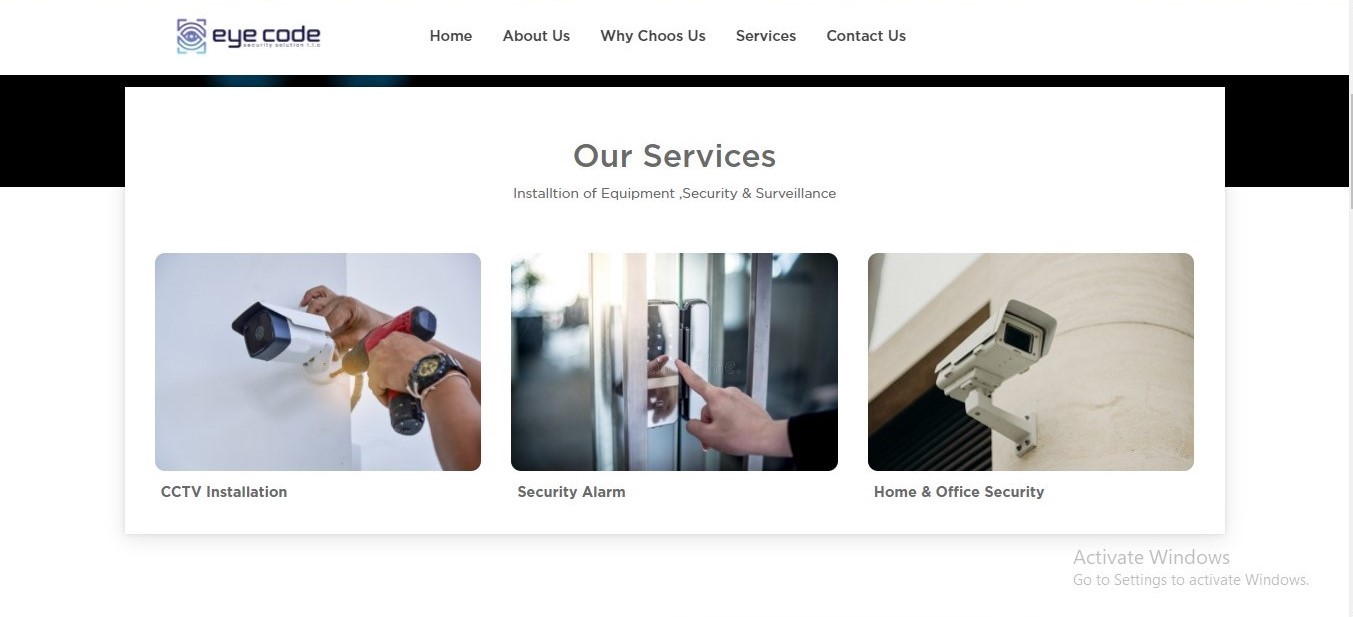 eye code
security solution l.l.c
Home About Us Why Choos Us Services Contact Us
Our Services
Installtion of Equipment ,Security & Surveillance
CCTV Installation Security Alarm Home & Office Security
Activate Windows
Go to Settings to activate Windows.